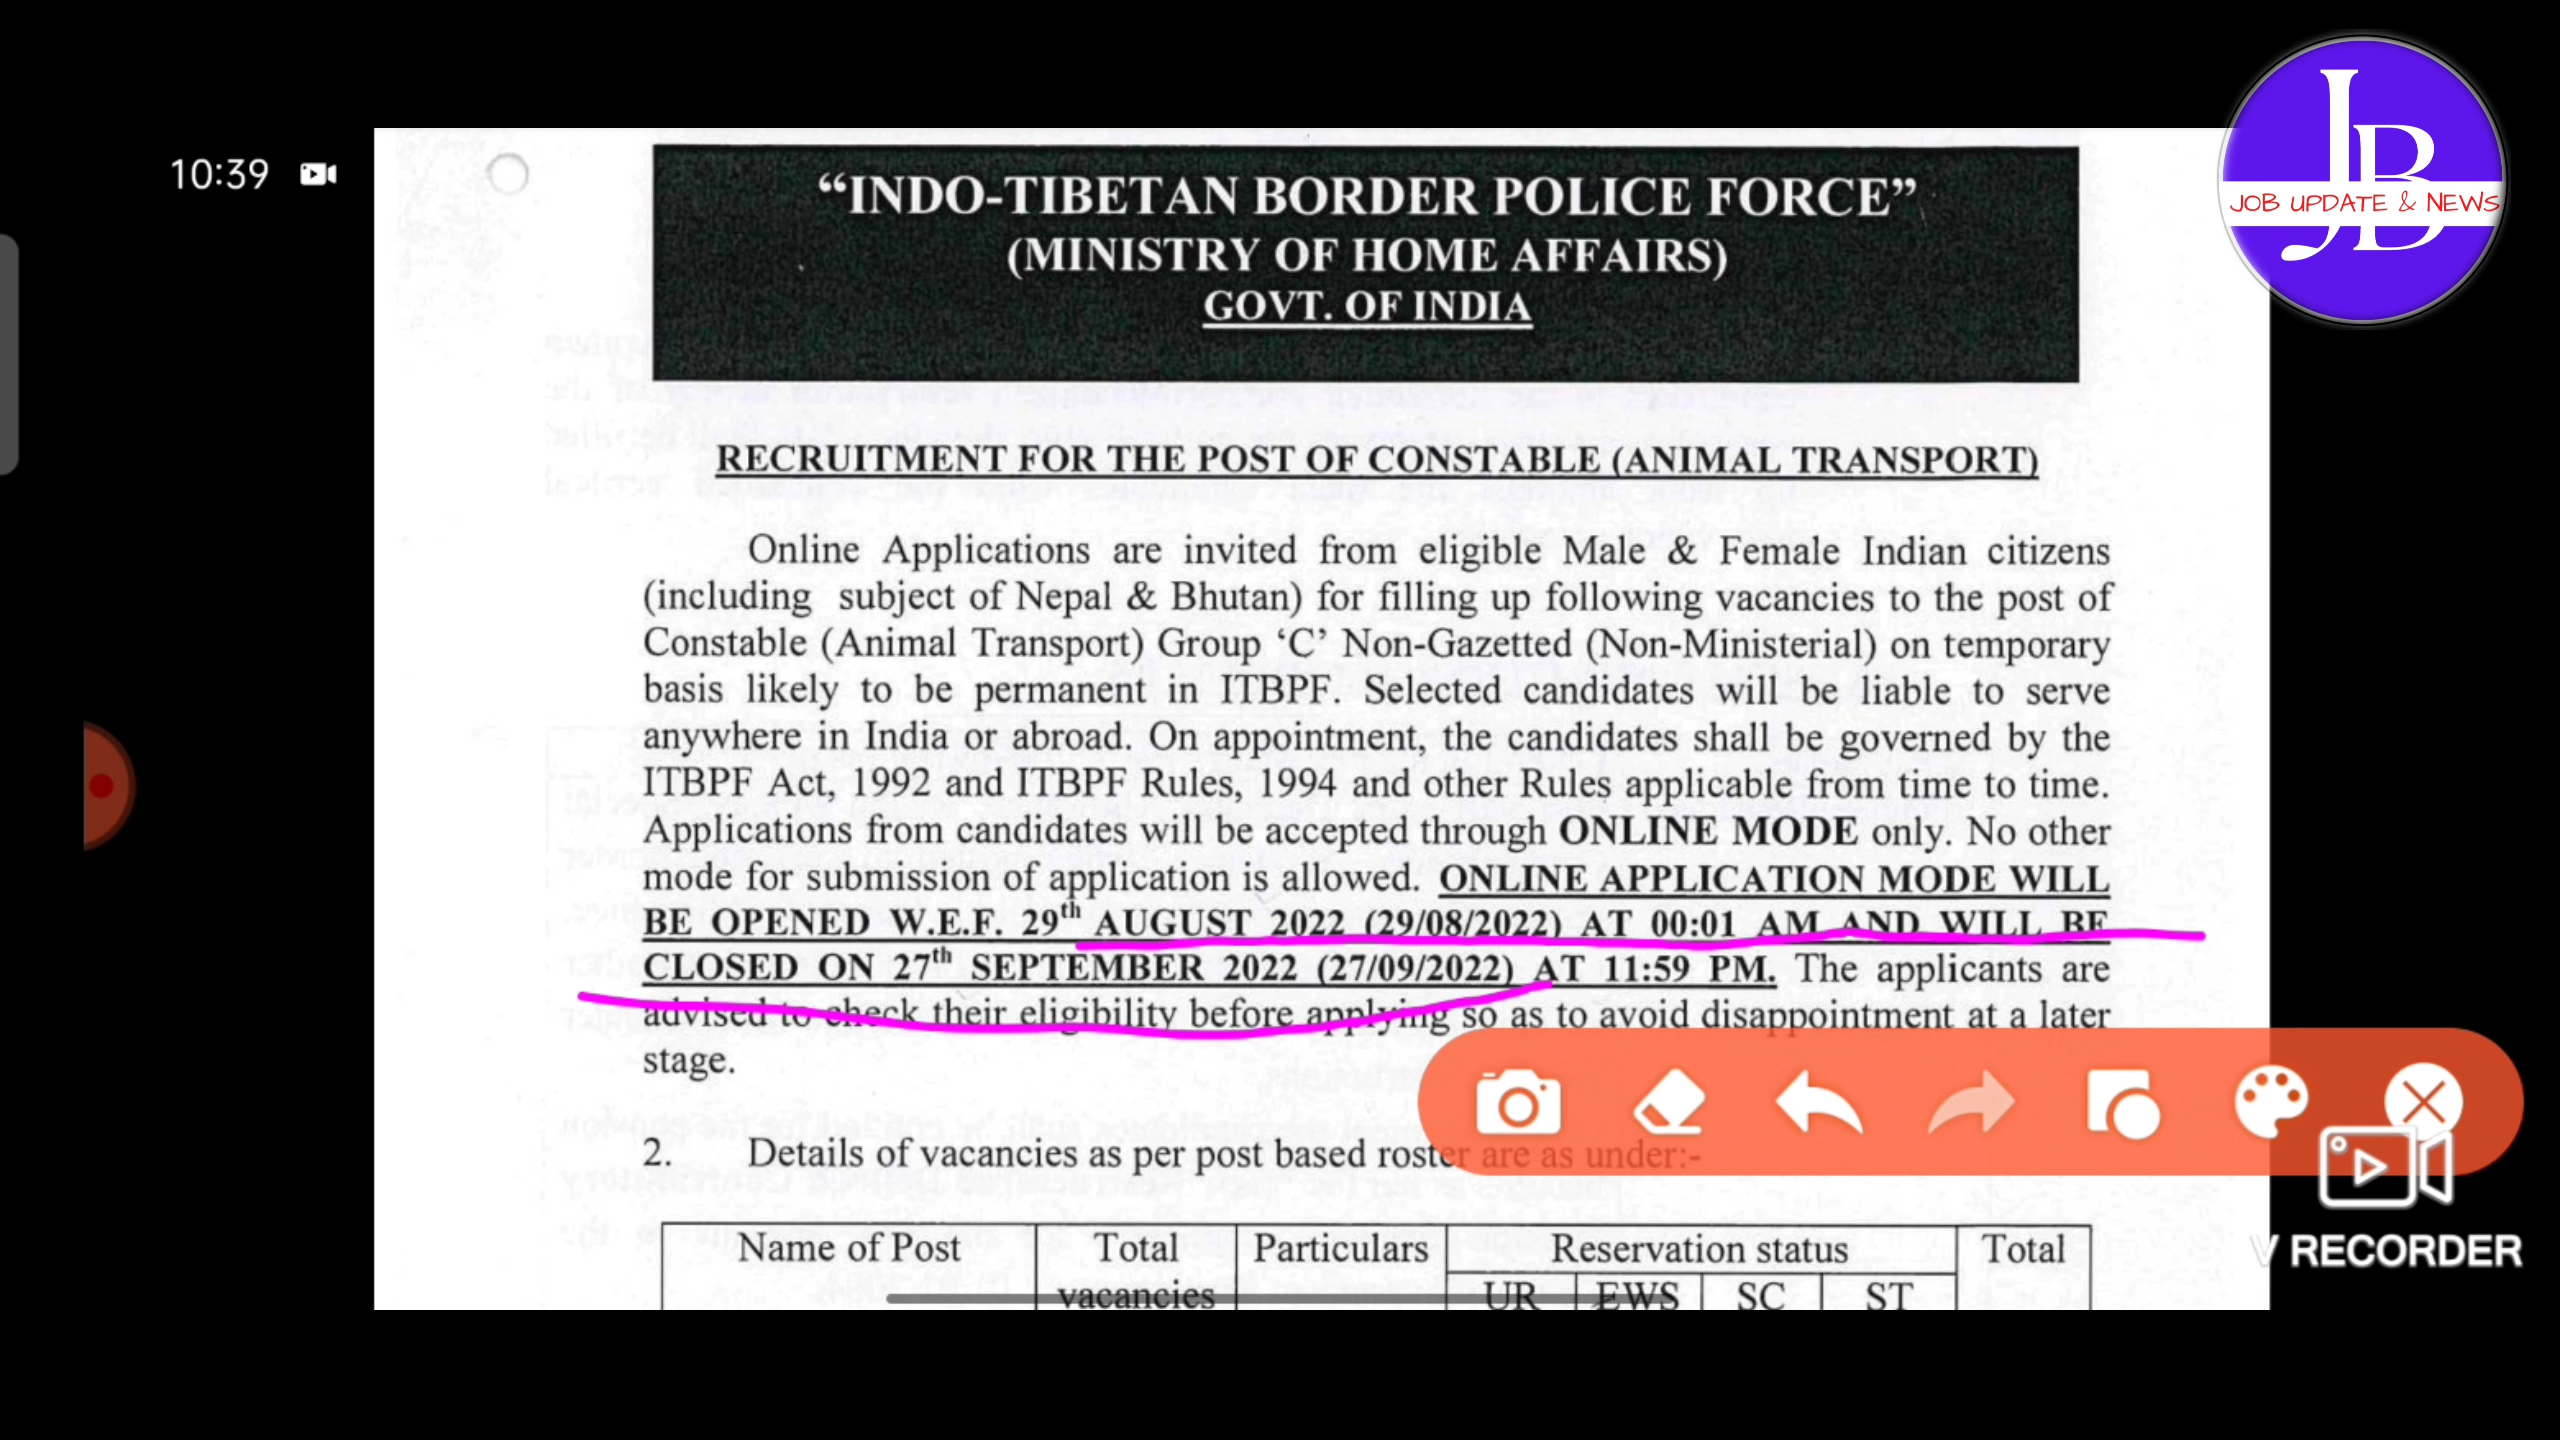 10:39
JB
JOB UPDATE & NEWS
“INDO-TIBETAN BORDER POLICE FORCE”
(MINISTRY OF HOME AFFAIRS)
GOVT. OF INDIA
RECRUITMENT FOR THE POST OF CONSTABLE (ANIMAL TRANSPORT)
Online Applications are invited from eligible Male & Female Indian citizens
(including subject of Nepal & Bhutan) for filling up following vacancies to the post of
Constable (Animal Transport) Group ‘C’ Non-Gazetted (Non-Ministerial) on temporary
basis likely to be permanent in ITBPF. Selected candidates will be liable to serve
anywhere in India or abroad. On appointment, the candidates shall be governed by the
ITBPF Act, 1992 and ITBPF Rules, 1994 and other Rules applicable from time to time.
Applications from candidates will be accepted through ONLINE MODE only. No other
mode for submission of application is allowed. ONLINE APPLICATION MODE WILL
BE OPENED W.E.F. 29th AUGUST 2022 (29/08/2022) AT 00:01 AM AND WILL BE
CLOSED ON 27th SEPTEMBER 2022 (27/09/2022) AT 11:59 PM. The applicants are
advised to check their eligibility before applying so as to avoid disappointment at a later
stage.
2. Details of vacancies as per post based roster are as under:-
Name of Post Total Particulars Reservation status Total
vacancies UR EWS SC ST
V RECORDER